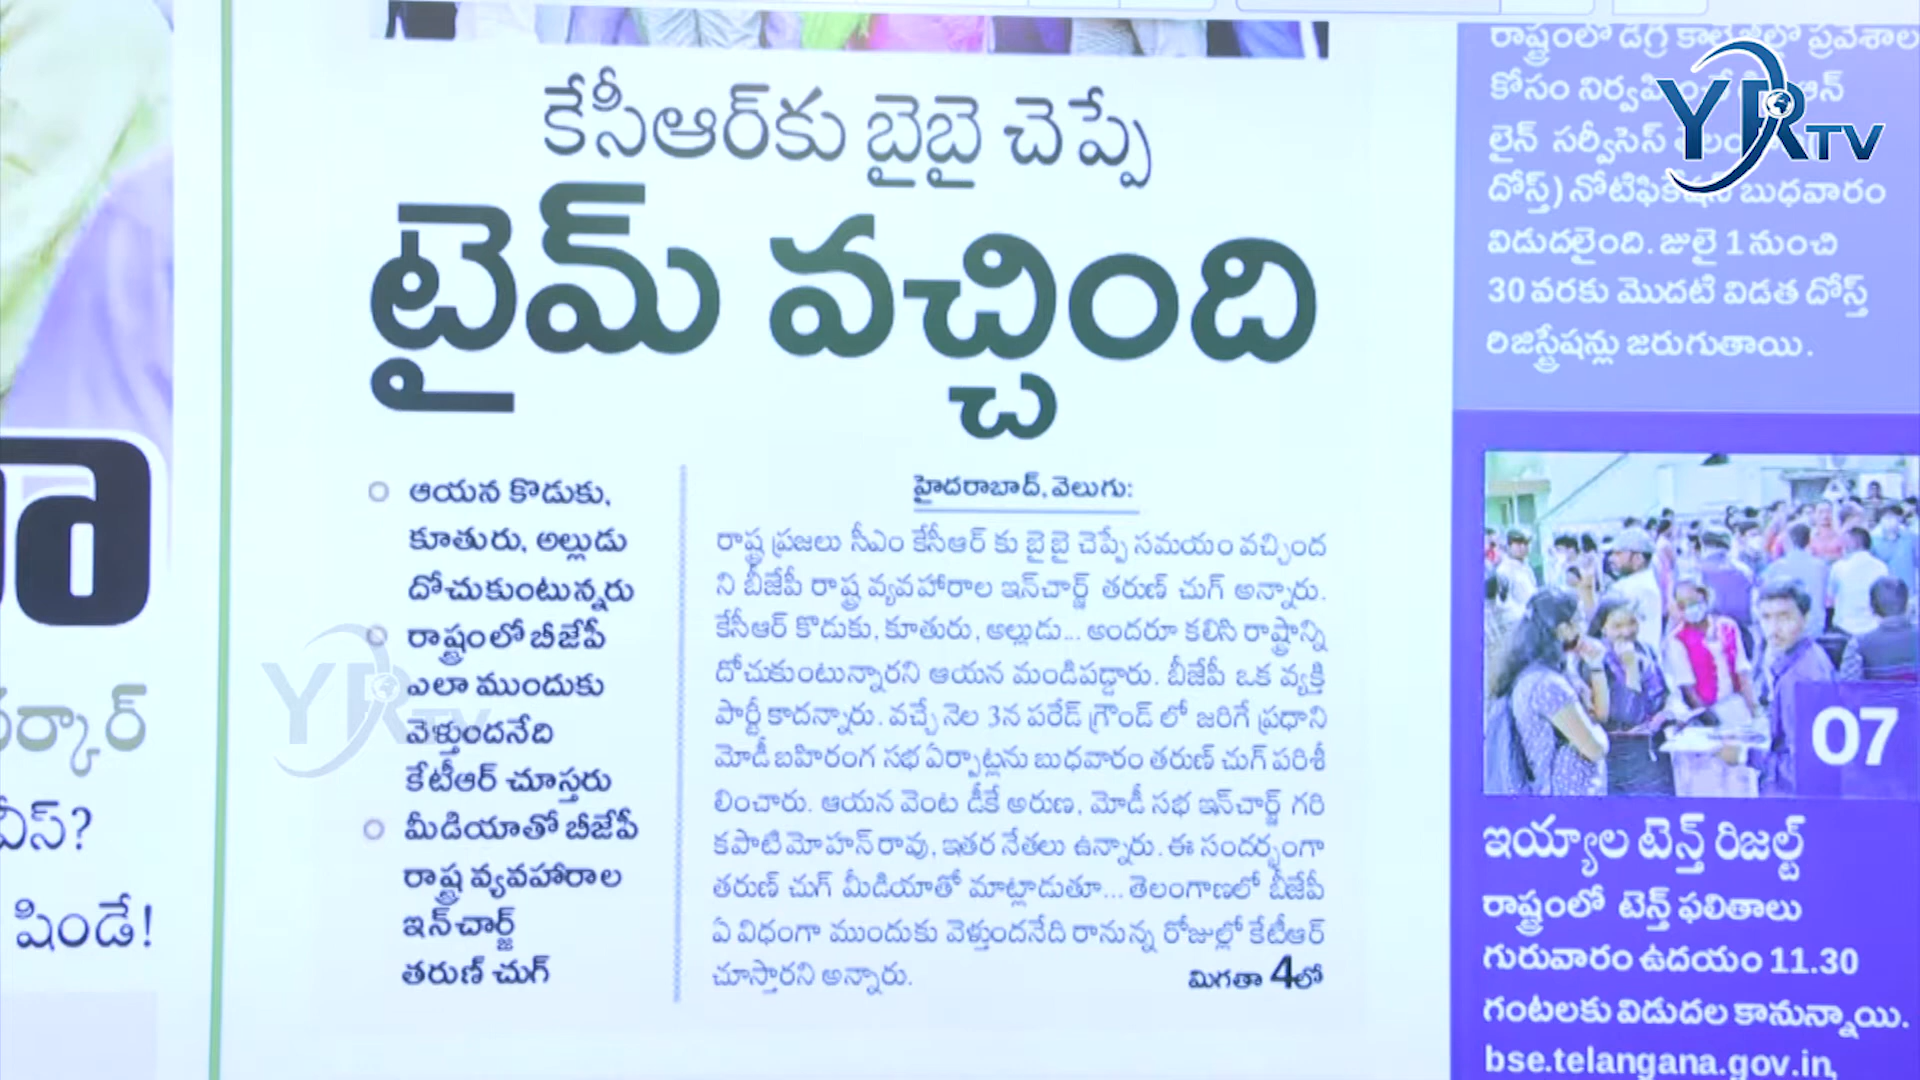 కేసీఆర్‌కు బైబై చెప్పే
టైమ్ వచ్చింది
ఆయన కొడుకు,
కూతురు, అల్లుడు
దోచుకుంటున్నరు
రాష్ట్రంలో బీజేపీ
ఎలా ముందుకు
వెళ్తుందనేది
కేటీఆర్ చూస్తరు
మీడియాతో బీజేపీ
రాష్ట్ర వ్యవహారాల
ఇన్‌చార్జ్
తరుణ్ చుగ్
హైదరాబాద్, వెలుగు:
రాష్ట్ర ప్రజలు సీఎం కేసీఆర్ కు బై బై చెప్పే సమయం వచ్చింద
ని బీజేపీ రాష్ట్ర వ్యవహారాల ఇన్‌చార్జ్ తరుణ్ చుగ్ అన్నారు.
కేసీఆర్ కొడుకు, కూతురు, అల్లుడు... అందరూ కలిసి రాష్ట్రాన్ని
దోచుకుంటున్నారని ఆయన మండిపడ్డారు. బీజేపీ ఒక వ్యక్తి
పార్టీ కాదన్నారు. వచ్చే నెల 3న పరేడ్ గ్రౌండ్ లో జరిగే ప్రధాని
మోడీ బహిరంగ సభ ఏర్పాట్లను బుధవారం తరుణ్ చుగ్ పరిశీ
లించారు. ఆయన వెంట డీకే అరుణ, మోడీ సభ ఇన్‌చార్జ్ గరి
కపాటి మోహన్ రావు, ఇతర నేతలు ఉన్నారు. ఈ సందర్భంగా
తరుణ్ చుగ్ మీడియాతో మాట్లాడుతూ... తెలంగాణలో బీజేపీ
ఏ విధంగా ముందుకు వెళ్తుందనేది రానున్న రోజుల్లో కేటీఆర్
చూస్తారని అన్నారు.
మిగతా 4లో
రాష్ట్రంలో డిగ్రీ కాలేజీల్లో ప్రవేశాల
కోసం
లైన్ సర్వీసెస్
దోస్త్) నోటిఫికేషన్ బుధవారం
విడుదలైంది. జులై 1 నుంచి
30 వరకు మొదటి విడత దోస్త్
రిజిస్ట్రేషన్లు జరుగుతాయి.
YR TV
07
ఇయ్యాల టెన్త్ రిజల్ట్
రాష్ట్రంలో టెన్త్ ఫలితాలు
గురువారం ఉదయం 11.30
గంటలకు విడుదల కానున్నాయి.
bse.telangana.gov.in,
షిండే!